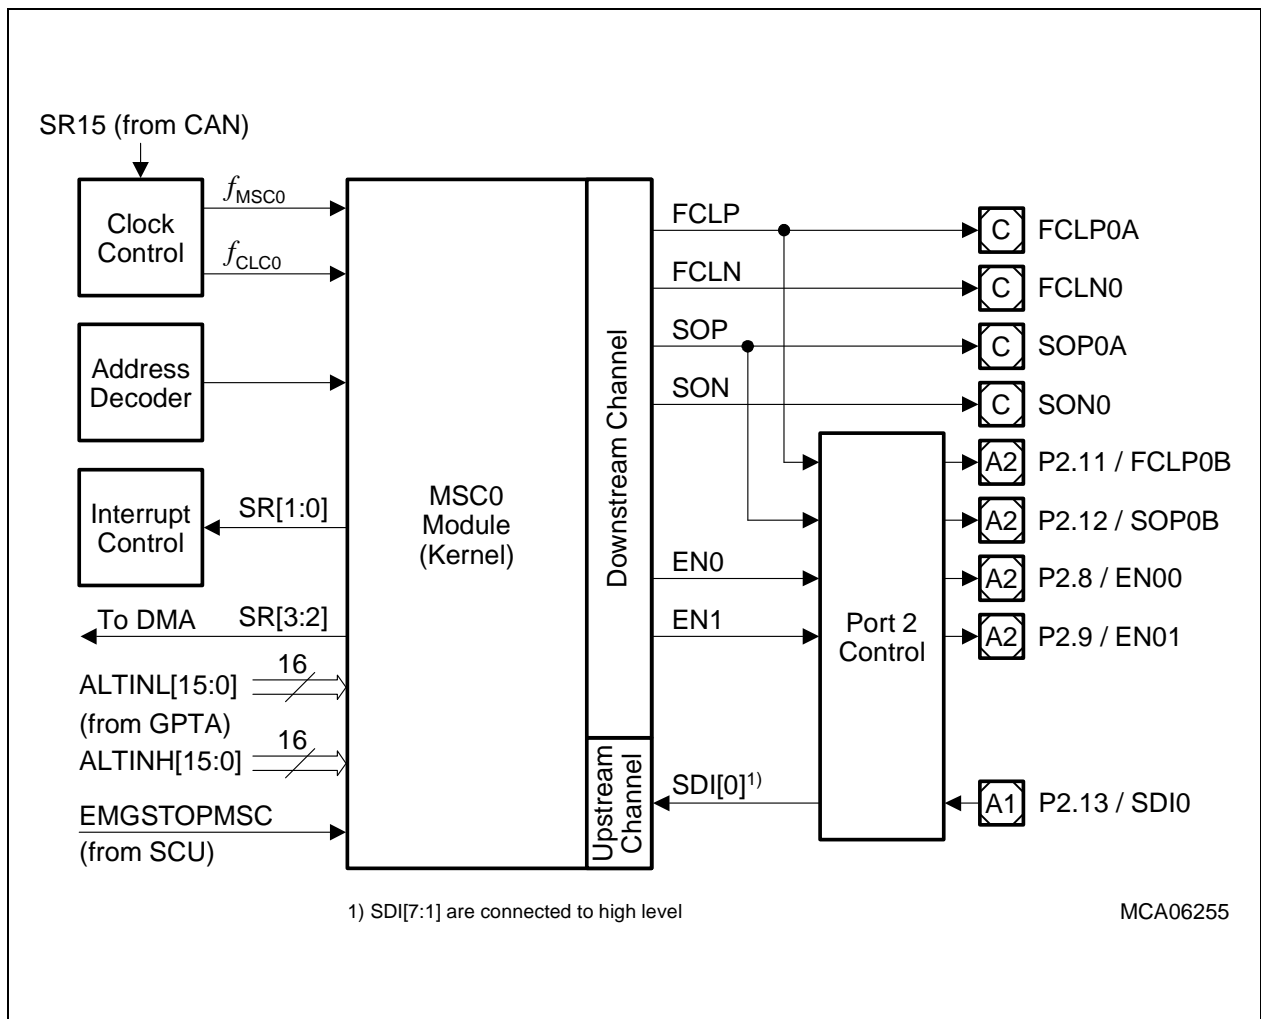 SR15 (from CAN)
Clock
Control
fMSC0
fCLC0
Address
Decoder
Interrupt
Control
SR[1:0]
To DMA
SR[3:2]
ALTINL[15:0]
16
(from GPTA)
ALTINH[15:0]
16
EMGSTOPMSC
(from SCU)
MSC0
Module
(Kernel)
Downstream Channel
Upstream
Channel
FCLP
FCLN
SOP
SON
EN0
EN1
SDI[0]1)
Port 2
Control
C FCLP0A
C FCLN0
C SOP0A
C SON0
A2 P2.11 / FCLP0B
A2 P2.12 / SOP0B
A2 P2.8 / EN00
A2 P2.9 / EN01
A1 P2.13 / SDI0
1) SDI[7:1] are connected to high level
MCA06255